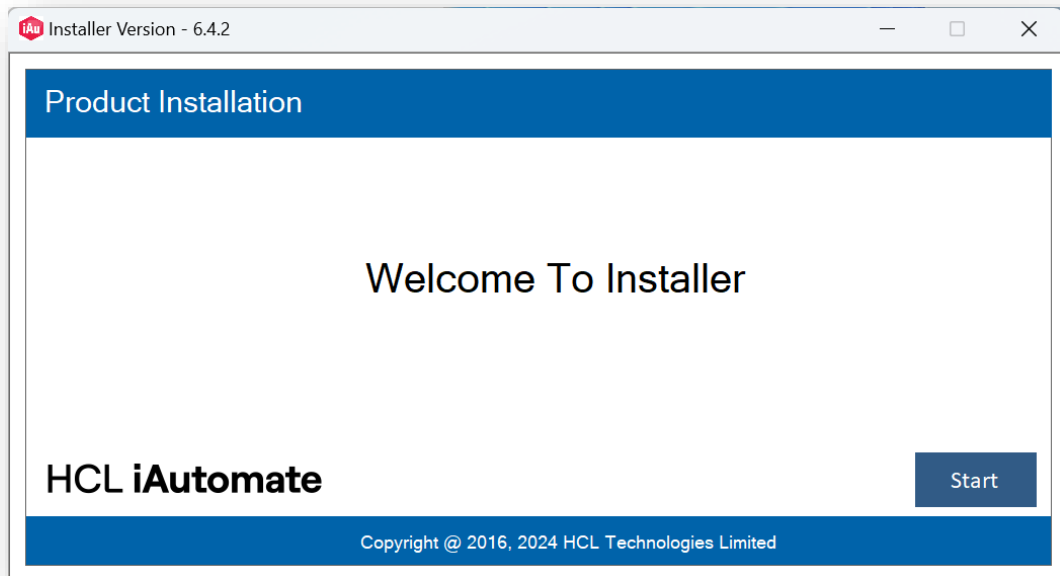 iAu Installer Version - 6.4.2
Product Installation
Welcome To Installer
HCL iAutomate
Start
Copyright @ 2016, 2024 HCL Technologies Limited